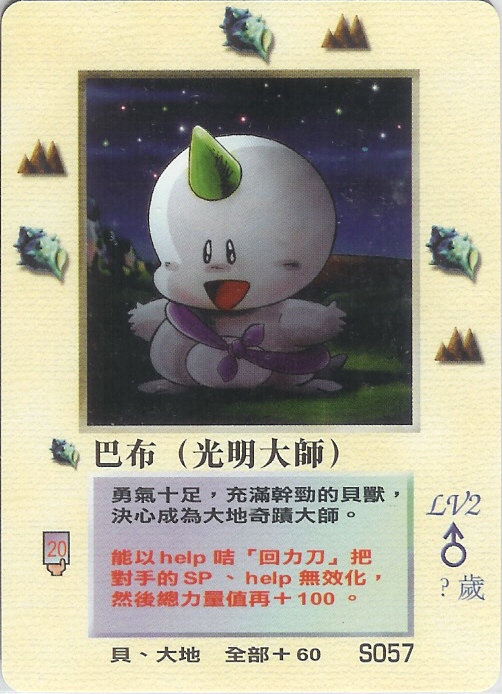 巴布（光明大師）
勇氣十足，充滿幹勁的貝獸，
決心成為大地奇蹟大師。
能以help 咭「回力刀」把
對手的SP 、help 無效化，
然後總力量值再＋100 。
20
LV2
？歲
貝、大地　全部＋60　S057